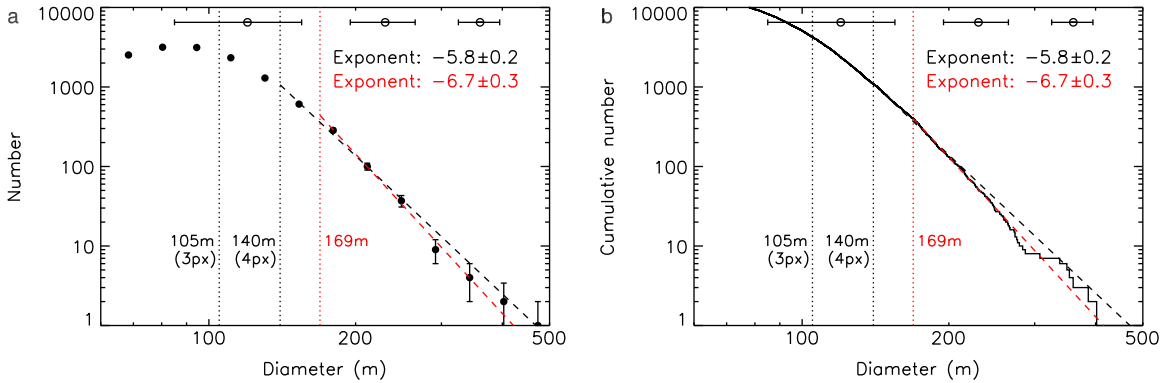 a
10000
1000
100
10
1
Number
Exponent: −5.8±0.2
Exponent: −6.7±0.3
105m
(3px)
140m
(4px)
169m
100
200
500
Diameter (m)
b
10000
1000
100
10
1
Cumulative number
Exponent: −5.8±0.2
Exponent: −6.7±0.3
105m
(3px)
140m
(4px)
169m
100
200
500
Diameter (m)